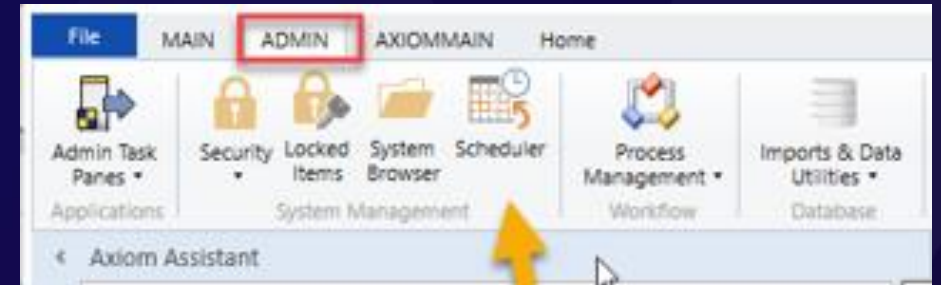 File MAIN ADMIN AXIOMMAIN Home
Admin Task Security Locked System Scheduler Process Imports & Data
Panes Items Browser Management Utilities
Applications System Management Workflow Database
Axiom Assistant